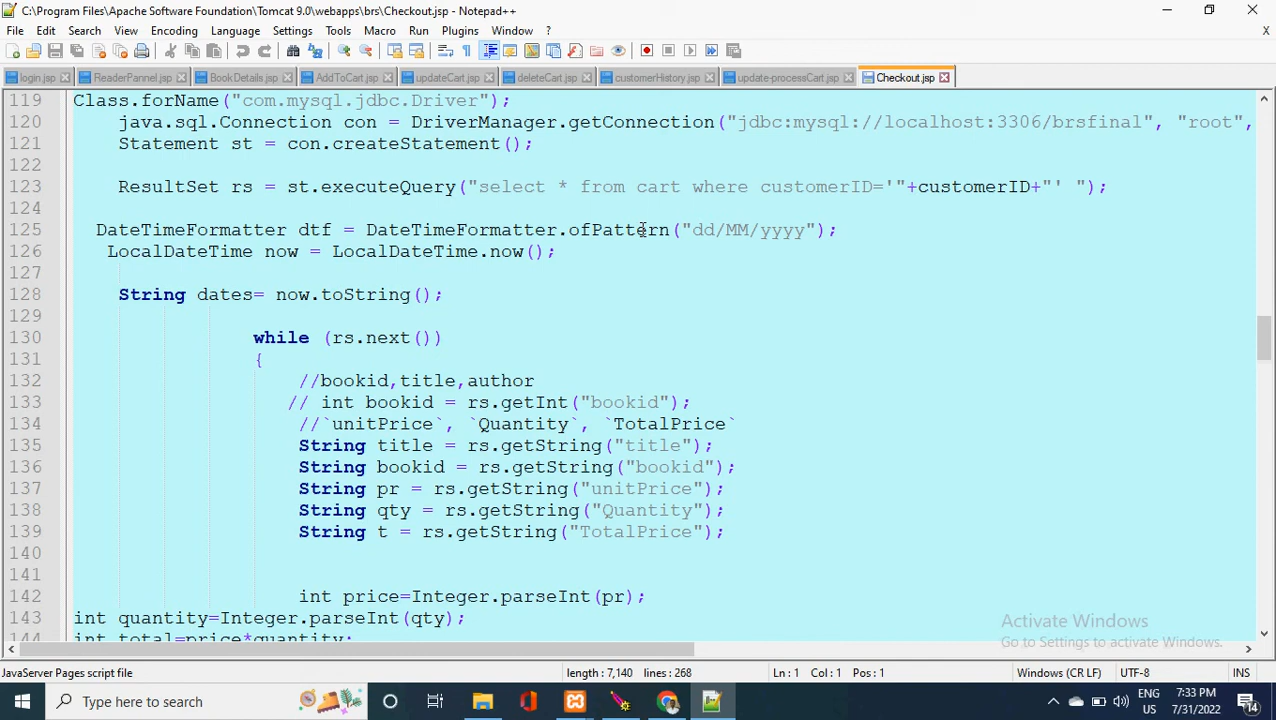 C:\Program Files\Apache Software Foundation\Tomcat 9.0\webapps\brs\Checkout.jsp - Notepad++
File Edit Search View Encoding Language Settings Tools Macro Run Plugins Window ? X
login.jsp ReaderPannel.jsp BookDetails.jsp AddToCart.jsp updateCart.jsp deleteCart.jsp customerHistory.jsp update-processCart.jsp Checkout.jsp
119 Class.forName("com.mysql.jdbc.Driver");
120 java.sql.Connection con = DriverManager.getConnection("jdbc:mysql://localhost:3306/brsfinal", "root",
121 Statement st = con.createStatement();
122
123 ResultSet rs = st.executeQuery("select * from cart where customerID='"+customerID+"' ");
124
125 DateTimeFormatter dtf = DateTimeFormatter.ofPattern("dd/MM/yyyy");
126 LocalDateTime now = LocalDateTime.now();
127
128 String dates= now.toString();
129
130 while (rs.next())
131 {
132 //bookid,title,author
133 // int bookid = rs.getInt("bookid");
134 //`unitPrice`, `Quantity`, `TotalPrice`
135 String title = rs.getString("title");
136 String bookid = rs.getString("bookid");
137 String pr = rs.getString("unitPrice");
138 String qty = rs.getString("Quantity");
139 String t = rs.getString("TotalPrice");
140
141
142 int price=Integer.parseInt(pr);
143 int quantity=Integer.parseInt(qty);
144 int total=price*quantity;
Activate Windows
Go to Settings to activate Windows.
JavaServer Pages script file length : 7,140 lines : 268 Ln : 1 Col : 1 Pos : 1 Windows (CR LF) UTF-8 INS
Type here to search
ENG
US
7:33 PM
7/31/2022
14